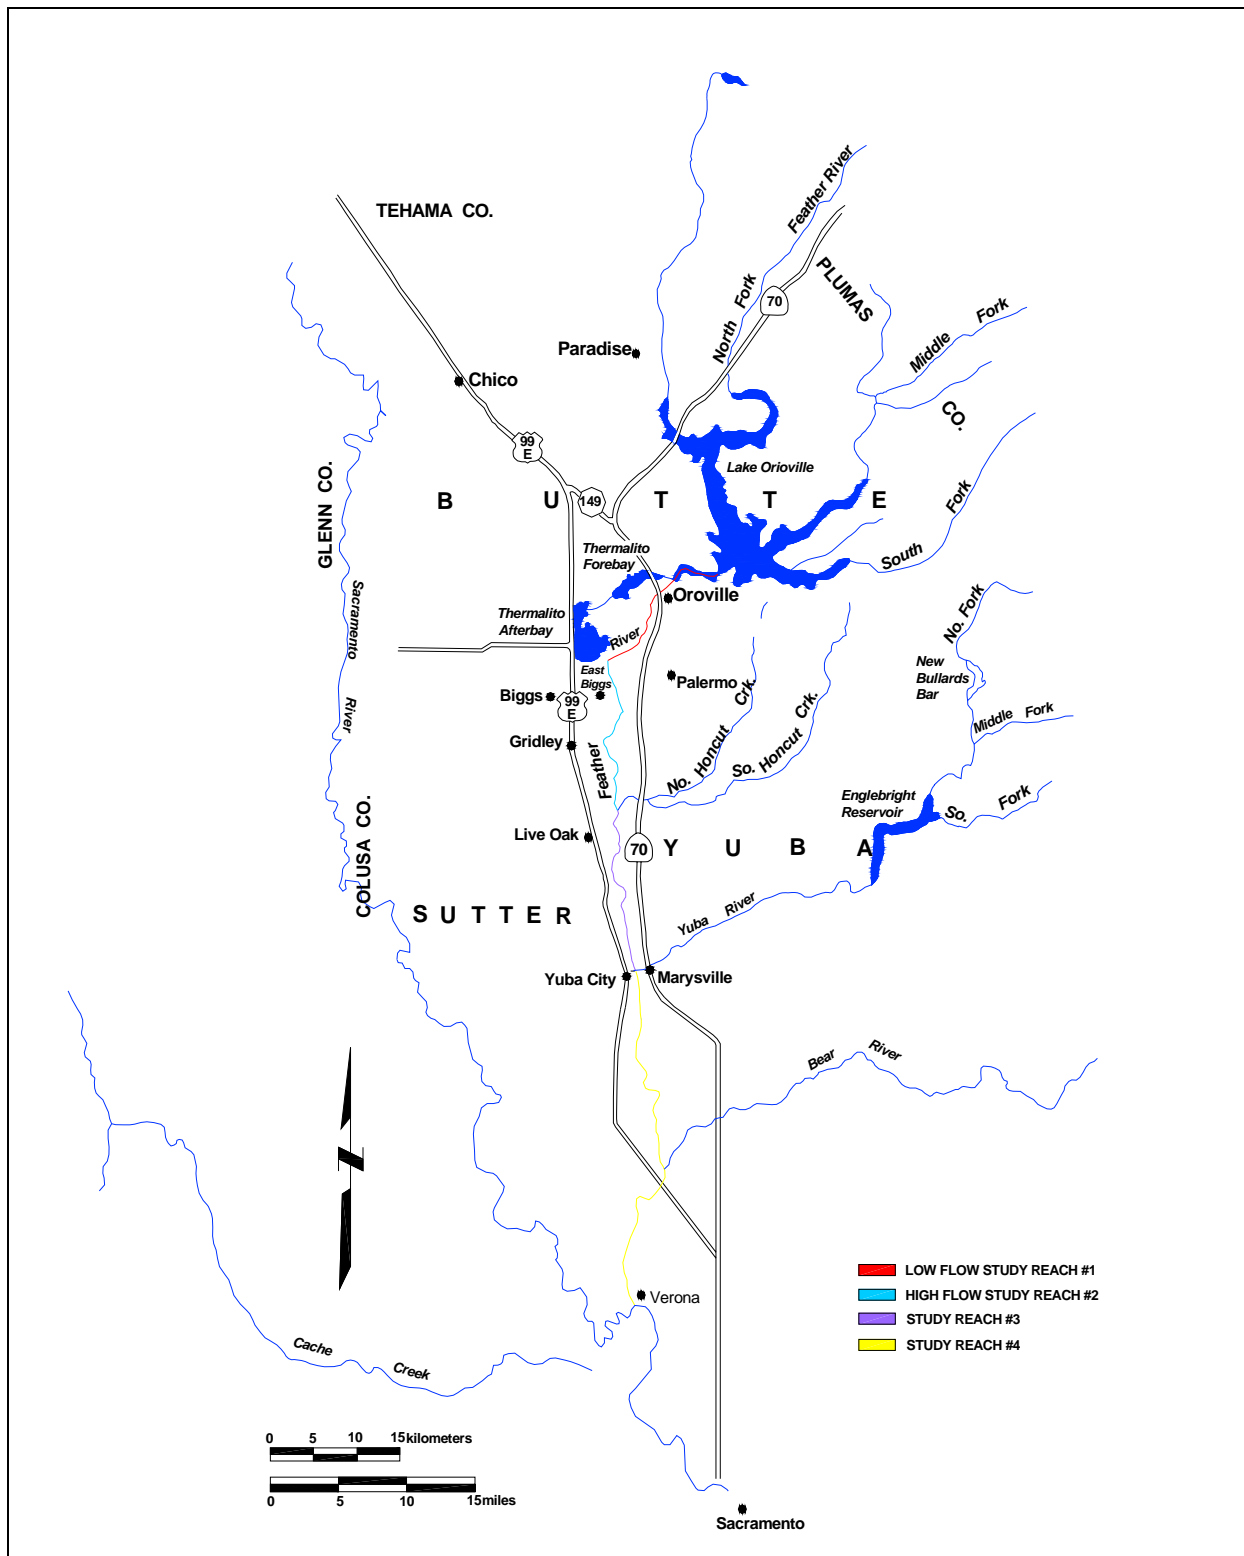 Feather River
TEHAMA CO.
North Fork
PLUMAS CO.
70
Middle Fork
Paradise
Chico
99
E
Lake Orioville
GLENN CO.
B U T T E
149
South Fork
Thermalito
Forebay
Oroville
Sacramento River
Thermalito
Afterbay
River
No. Fork
New
Bullards
Bar
East
Biggs
Palermo
Biggs
99
E
Middle Fork
Gridley
Feather
No. Honcut Crk.
So. Honcut Crk.
Englebright
Reservoir
So. Fork
COLUSA CO.
Live Oak
70
Y U B A
S U T T E R
Yuba River
Yuba City
Marysville
Bear River
N
LOW FLOW STUDY REACH #1
HIGH FLOW STUDY REACH #2
STUDY REACH #3
STUDY REACH #4
Verona
Cache Creek
0 5 10 15 kilometers
0 5 10 15 miles
Sacramento